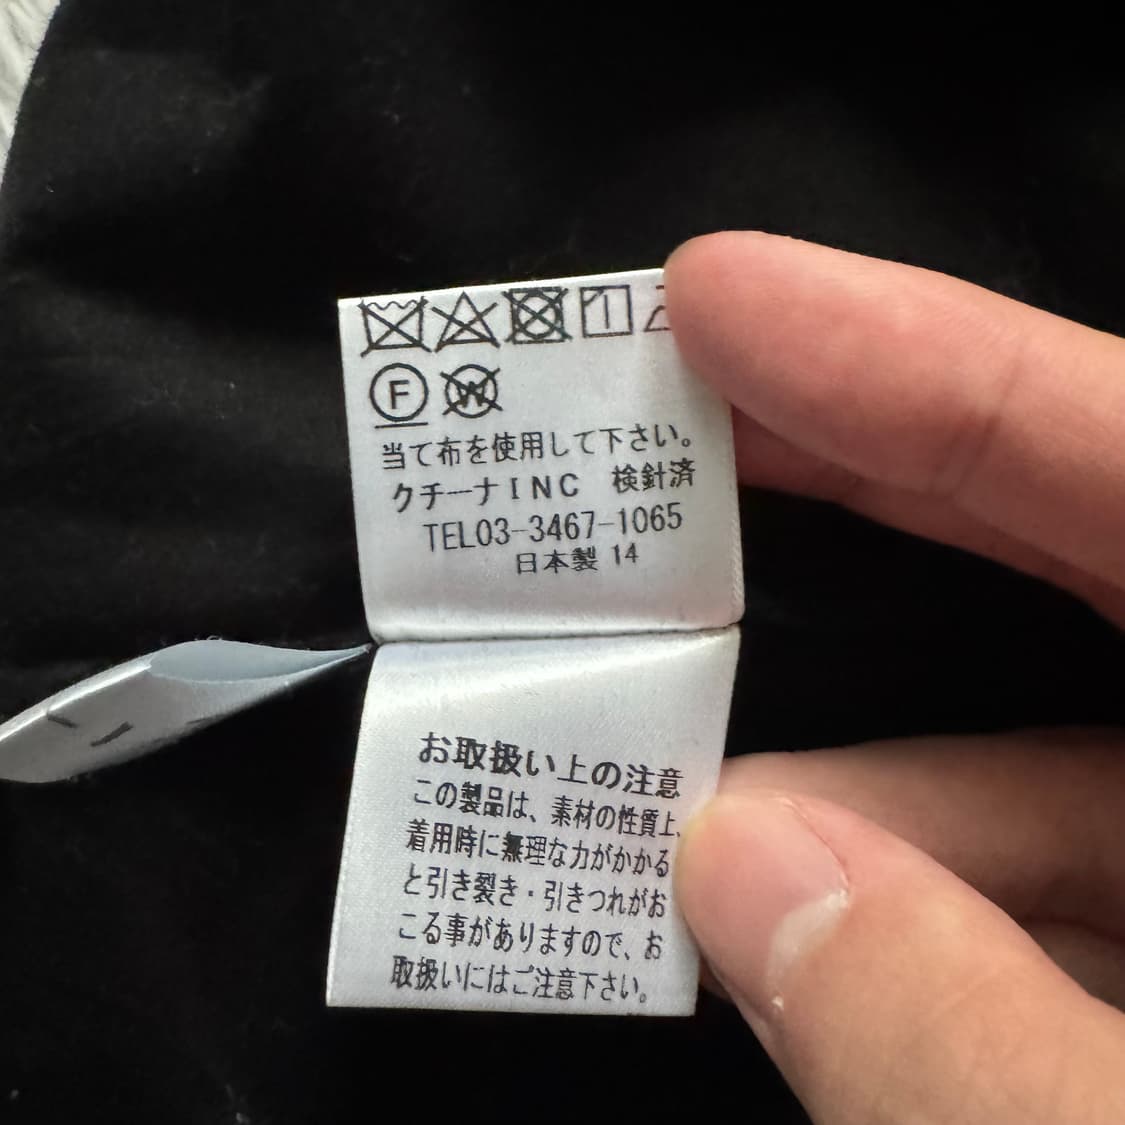 F W
当て布を使用して下さい。
クチーナINC 検針済
TEL03-3467-1065
日本製 14
お取扱い上の注意
この製品は、素材の性質上、
着用時に無理な力がかかる
と引き裂き・引きつれがお
こる事がありますので、お
取扱いにはご注意下さい。